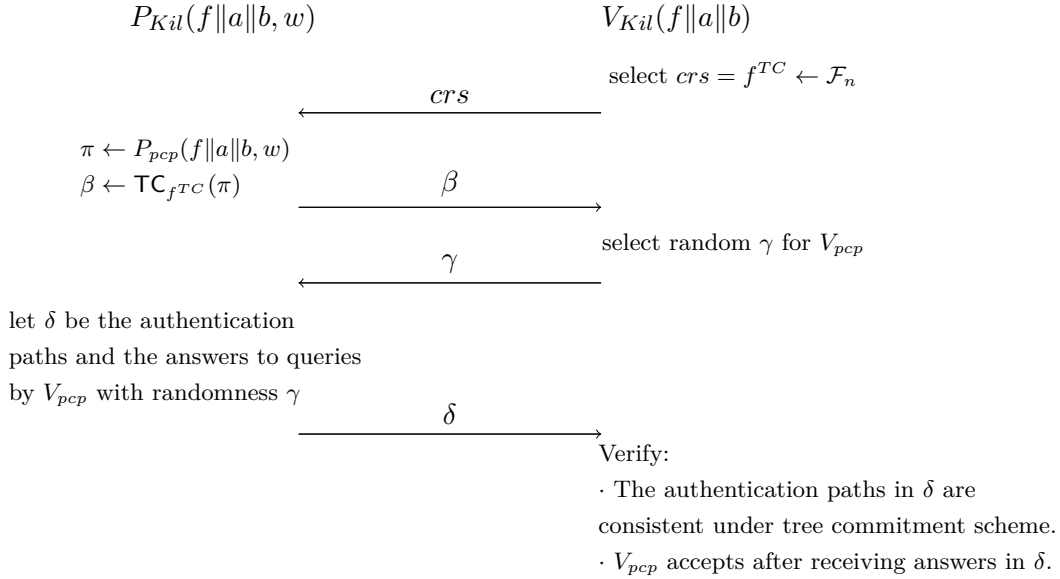 P_{Kil}(f∥a∥b, w) V_{Kil}(f∥a∥b)
select crs = f^{TC} ← 𝓕_n
crs
π ← P_{pcp}(f∥a∥b, w)
β ← TC_{f^{TC}}(π)
β
select random γ for V_{pcp}
γ
let δ be the authentication
paths and the answers to queries
by V_{pcp} with randomness γ
δ
Verify:
· The authentication paths in δ are
consistent under tree commitment scheme.
· V_{pcp} accepts after receiving answers in δ.